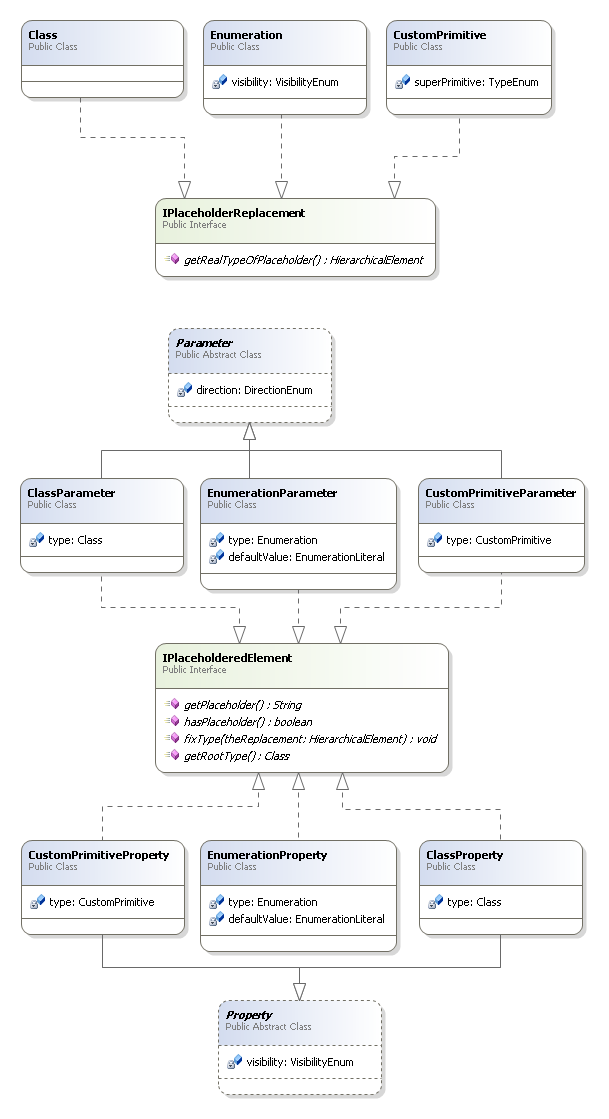 Class
Public Class
Enumeration
Public Class
visibility: VisibilityEnum
CustomPrimitive
Public Class
superPrimitive: TypeEnum
IPlaceholderReplacement
Public Interface
getRealTypeOfPlaceholder() : HierarchicalElement
Parameter
Public Abstract Class
direction: DirectionEnum
ClassParameter
Public Class
type: Class
EnumerationParameter
Public Class
type: Enumeration
defaultValue: EnumerationLiteral
CustomPrimitiveParameter
Public Class
type: CustomPrimitive
IPlaceholderedElement
Public Interface
getPlaceholder() : String
hasPlaceholder() : boolean
fixType(theReplacement: HierarchicalElement) : void
getRootType() : Class
CustomPrimitiveProperty
Public Class
type: CustomPrimitive
EnumerationProperty
Public Class
type: Enumeration
defaultValue: EnumerationLiteral
ClassProperty
Public Class
type: Class
Property
Public Abstract Class
visibility: VisibilityEnum